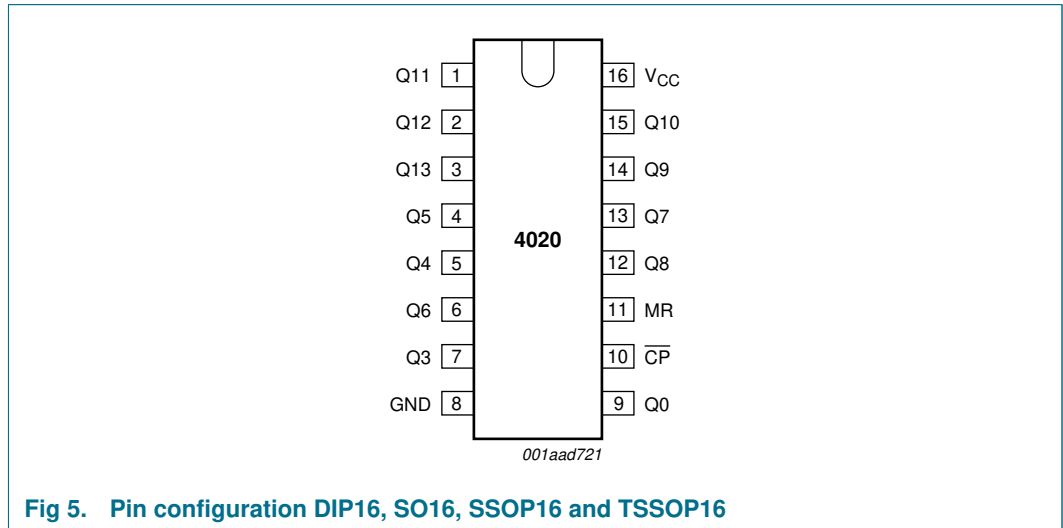 Q11 1 16 VCC
Q12 2 15 Q10
Q13 3 14 Q9
Q5 4 13 Q7
4020
Q4 5 12 Q8
Q6 6 11 MR
Q3 7 10 C̅P̅
GND 8 9 Q0
001aad721
Fig 5. Pin configuration DIP16, SO16, SSOP16 and TSSOP16